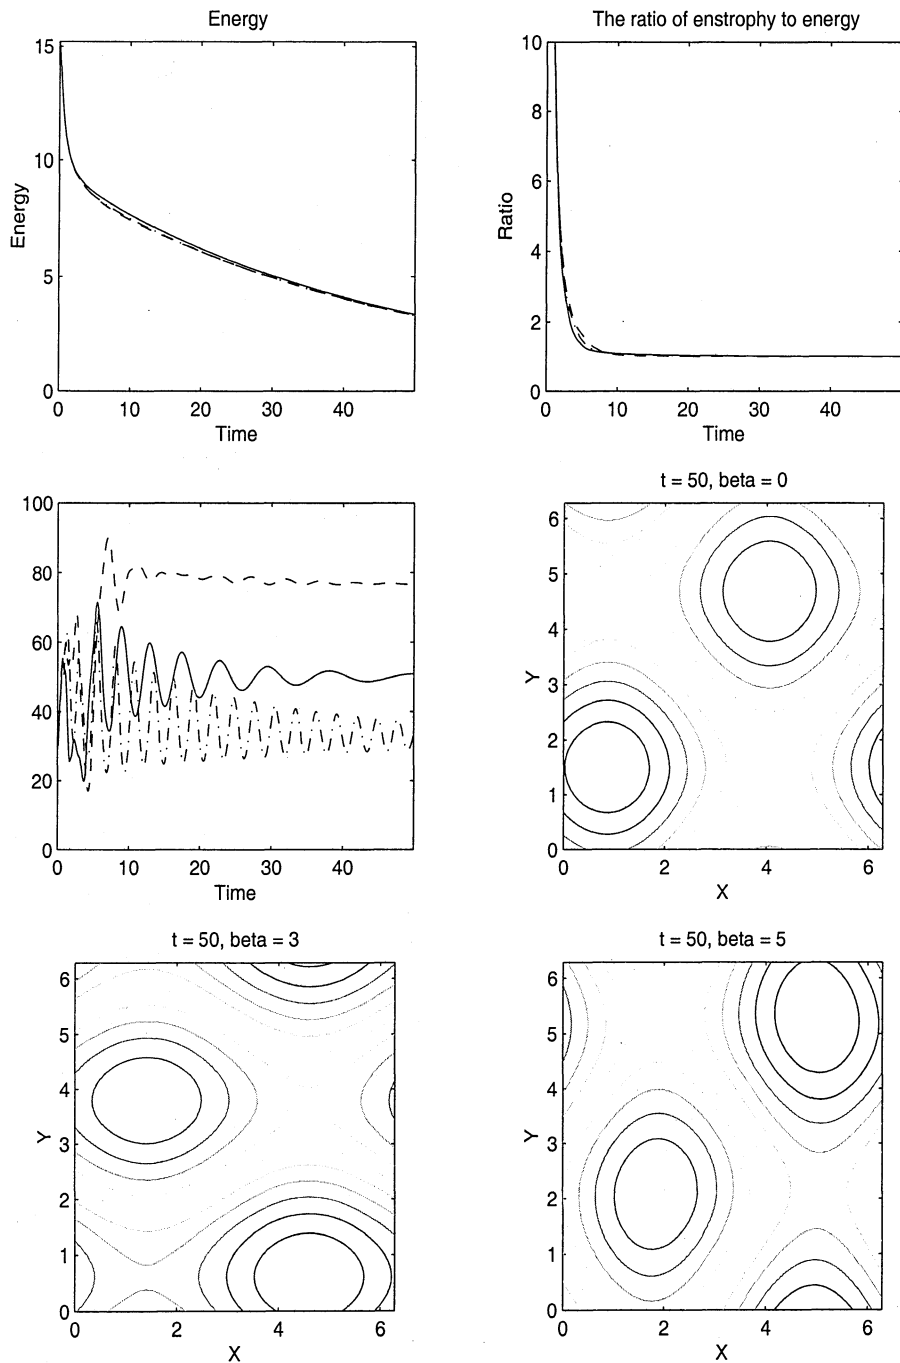 Energy
15
10
5
0
Energy
0 10 20 30 40
Time
The ratio of enstrophy to energy
10
8
6
4
2
0
Ratio
0 10 20 30 40
Time
100
80
60
40
20
0
0 10 20 30 40
Time
t = 50, beta = 0
6
5
4
3
2
1
0
Y
0 2 4 6
X
t = 50, beta = 3
6
5
4
3
2
1
0
Y
0 2 4 6
X
t = 50, beta = 5
6
5
4
3
2
1
0
Y
0 2 4 6
X